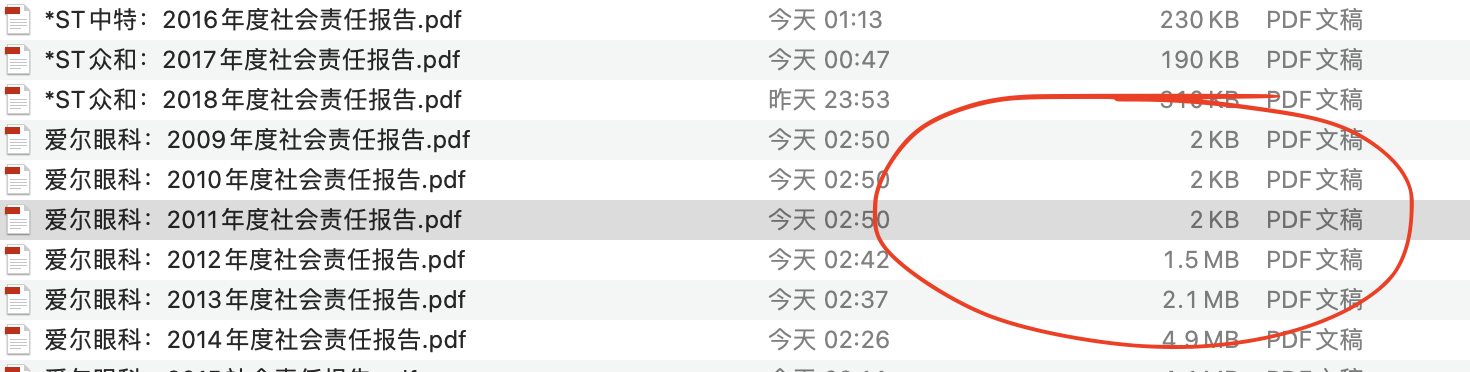 *ST中特：2016年度社会责任报告.pdf 今天 01:13 230 KB PDF文稿
*ST众和：2017年度社会责任报告.pdf 今天 00:47 190 KB PDF文稿
*ST众和：2018年度社会责任报告.pdf 昨天 23:53 310 KB PDF文稿
爱尔眼科：2009年度社会责任报告.pdf 今天 02:50 2 KB PDF文稿
爱尔眼科：2010年度社会责任报告.pdf 今天 02:50 2 KB PDF文稿
爱尔眼科：2011年度社会责任报告.pdf 今天 02:50 2 KB PDF文稿
爱尔眼科：2012年度社会责任报告.pdf 今天 02:42 1.5 MB PDF文稿
爱尔眼科：2013年度社会责任报告.pdf 今天 02:37 2.1 MB PDF文稿
爱尔眼科：2014年度社会责任报告.pdf 今天 02:26 4.9 MB PDF文稿